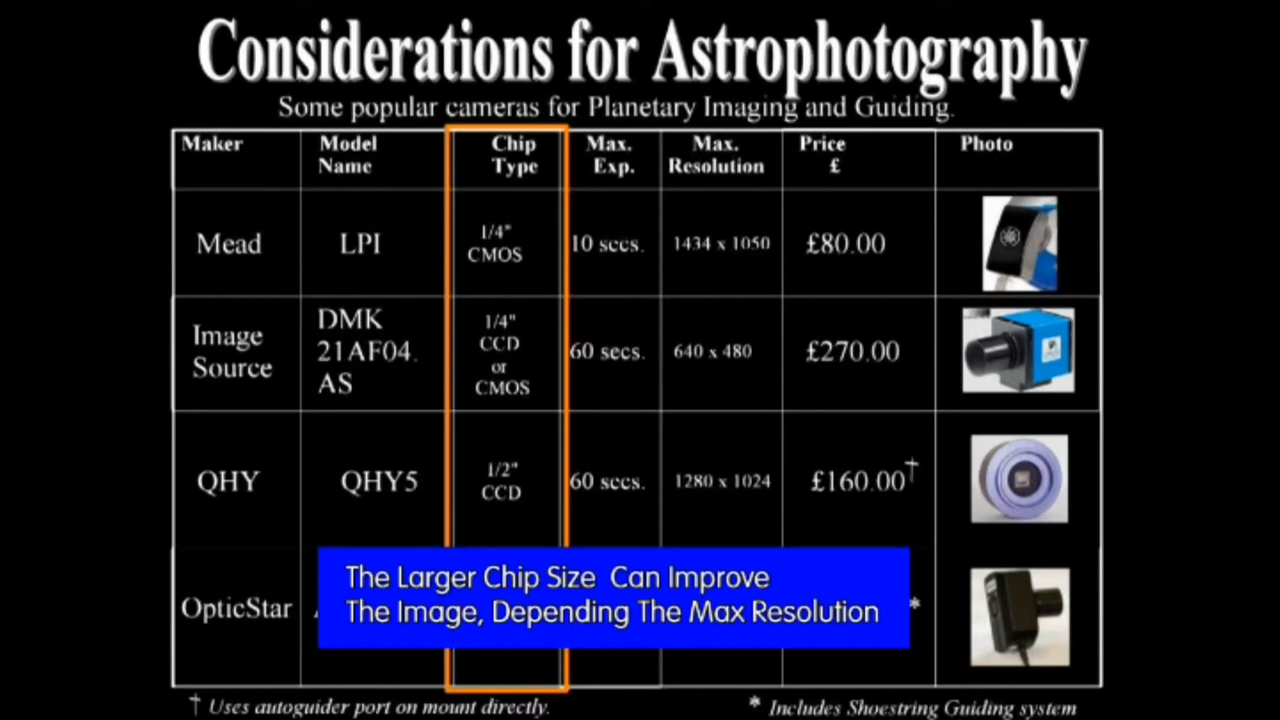 Considerations for Astrophotography
Some popular cameras for Planetary Imaging and Guiding.
Maker Model Name Chip Type Max. Exp. Max. Resolution Price £ Photo
Mead LPI 1/4" CMOS 10 secs. 1434 x 1050 £80.00
Image Source DMK 21AF04. AS 1/4" CCD or CMOS 60 secs. 640 x 480 £270.00
QHY QHY5 1/2" CCD 60 secs. 1280 x 1024 £160.00†
OpticStar *
The Larger Chip Size Can Improve
The Image, Depending The Max Resolution
† Uses autoguider port on mount directly.
* Includes Shoestring Guiding system